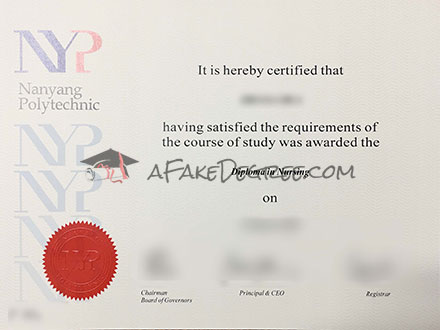 NYP
Nanyang
Polytechnic
It is hereby certified that
having satisfied the requirements of
the course of study was awarded the
AFAKEDEGREE.COM
Diploma in Nursing
on
Chairman
Board of Governors
Principal & CEO
Registrar